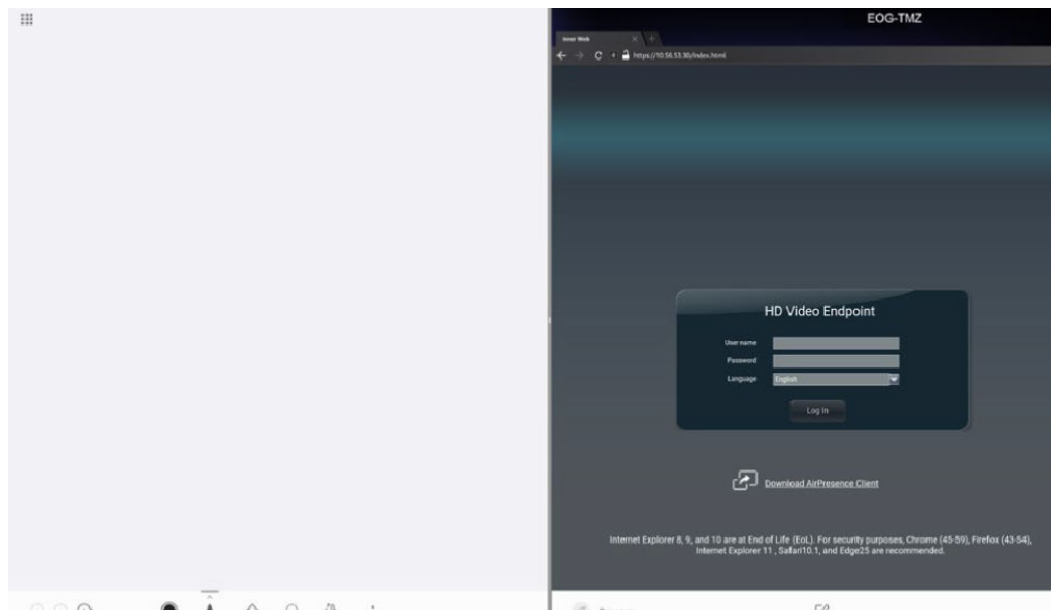 EOG-TMZ
Inner Web
https://10.56.53.30/index.html
HD Video Endpoint
User name
Password
Language English
Log In
Download AirPresence Client
Internet Explorer 8, 9, and 10 are at End of Life (EoL). For security purposes, Chrome (45-59), Firefox (43-54),
Internet Explorer 11 , Safari10.1, and Edge25 are recommended.